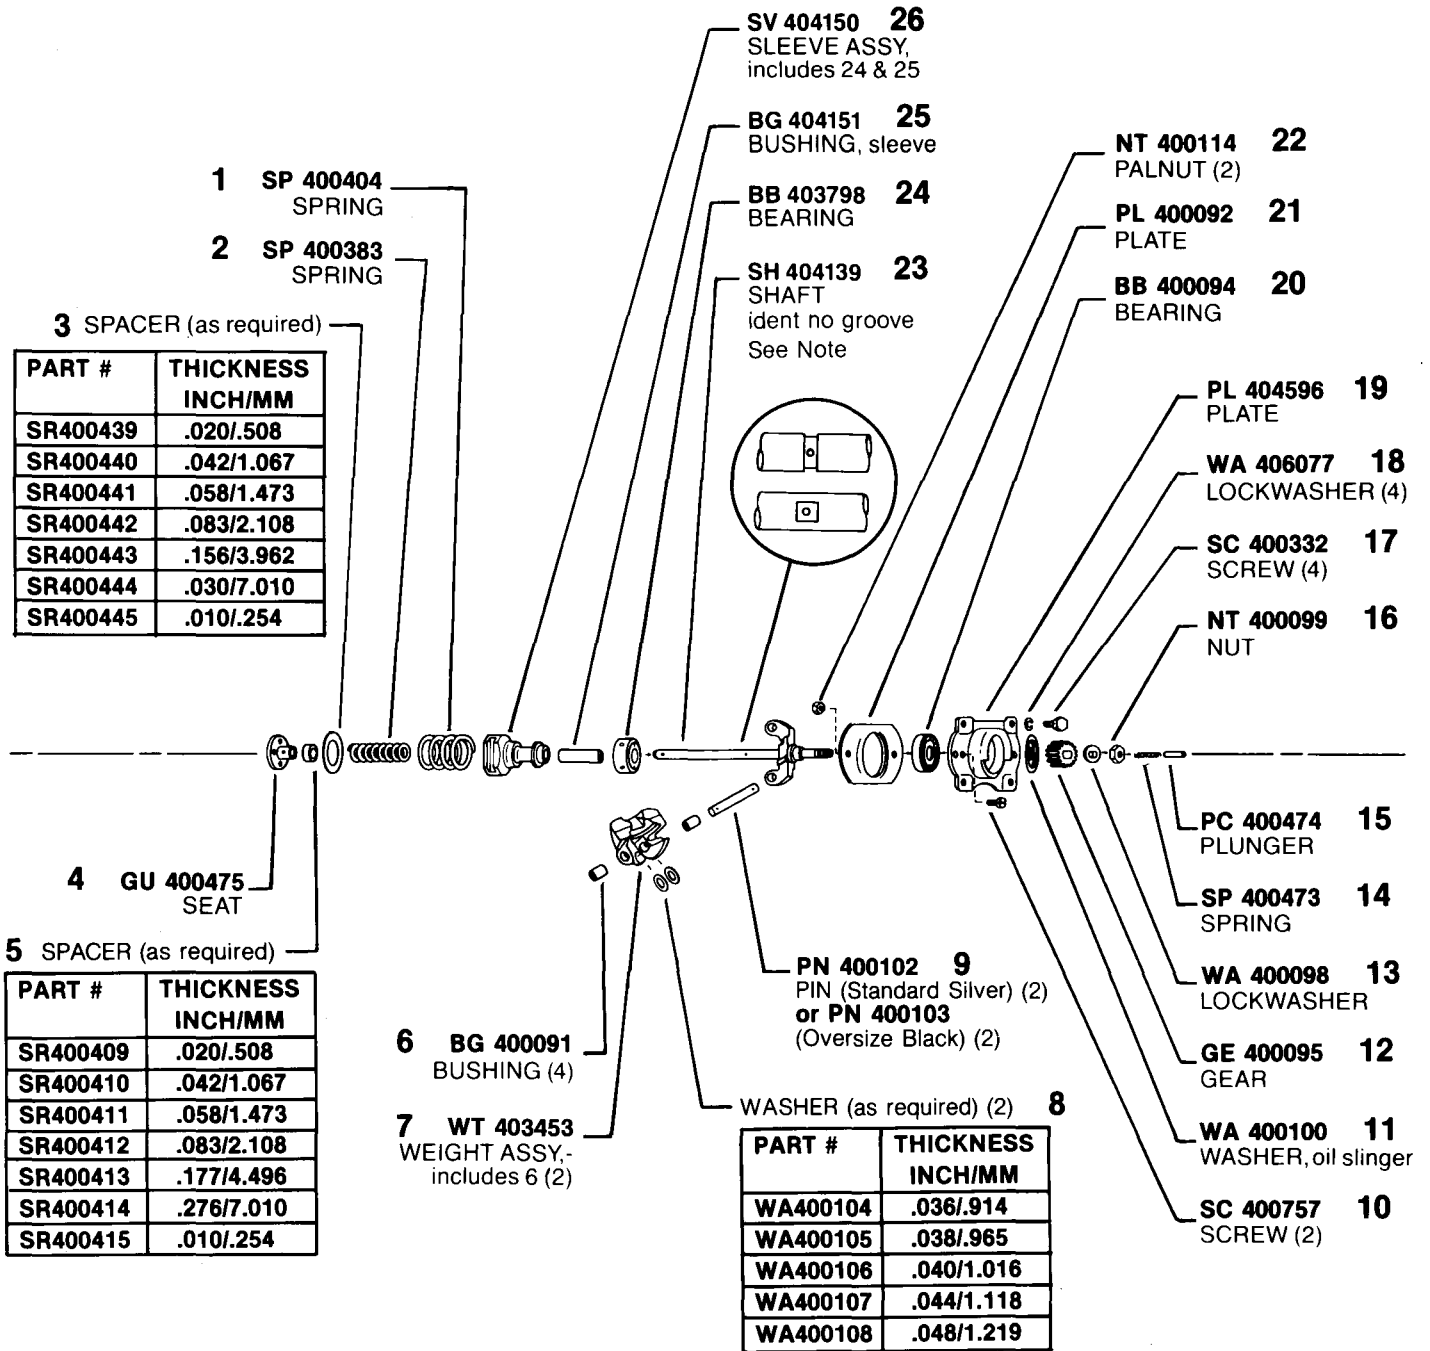 SV 404150 26
SLEEVE ASSY,
includes 24 & 25
BG 404151 25
BUSHING, sleeve
BB 403798 24
BEARING
SH 404139 23
SHAFT
ident no groove
See Note
NT 400114 22
PALNUT (2)
PL 400092 21
PLATE
BB 400094 20
BEARING
PL 404596 19
PLATE
WA 406077 18
LOCKWASHER (4)
SC 400332 17
SCREW (4)
NT 400099 16
NUT
1 SP 400404
SPRING
2 SP 400383
SPRING
3 SPACER (as required)
PART # THICKNESS
INCH/MM
SR400439 .020/.508
SR400440 .042/1.067
SR400441 .058/1.473
SR400442 .083/2.108
SR400443 .156/3.962
SR400444 .030/7.010
SR400445 .010/.254
4 GU 400475
SEAT
5 SPACER (as required)
PART # THICKNESS
INCH/MM
SR400409 .020/.508
SR400410 .042/1.067
SR400411 .058/1.473
SR400412 .083/2.108
SR400413 .177/4.496
SR400414 .276/7.010
SR400415 .010/.254
6 BG 400091
BUSHING (4)
7 WT 403453
WEIGHT ASSY,-
includes 6 (2)
PN 400102 9
PIN (Standard Silver) (2)
or PN 400103
(Oversize Black) (2)
WASHER (as required) (2) 8
PART # THICKNESS
INCH/MM
WA400104 .036/.914
WA400105 .038/.965
WA400106 .040/1.016
WA400107 .044/1.118
WA400108 .048/1.219
PC 400474 15
PLUNGER
SP 400473 14
SPRING
WA 400098 13
LOCKWASHER
GE 400095 12
GEAR
WA 400100 11
WASHER, oil slinger
SC 400757 10
SCREW (2)